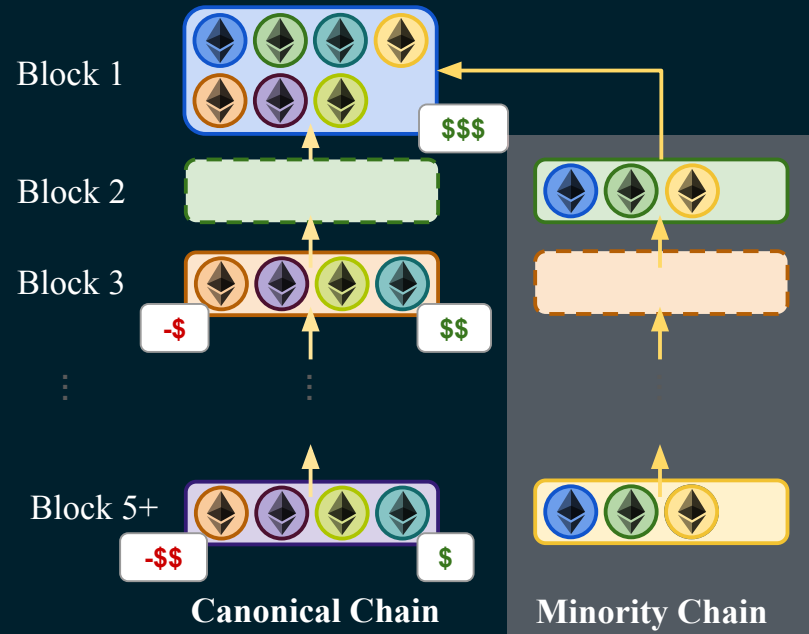 Block 1
$$$
Block 2
Block 3
-$
$$
⋮
⋮
Block 5+
-$$
$
Canonical Chain
Minority Chain